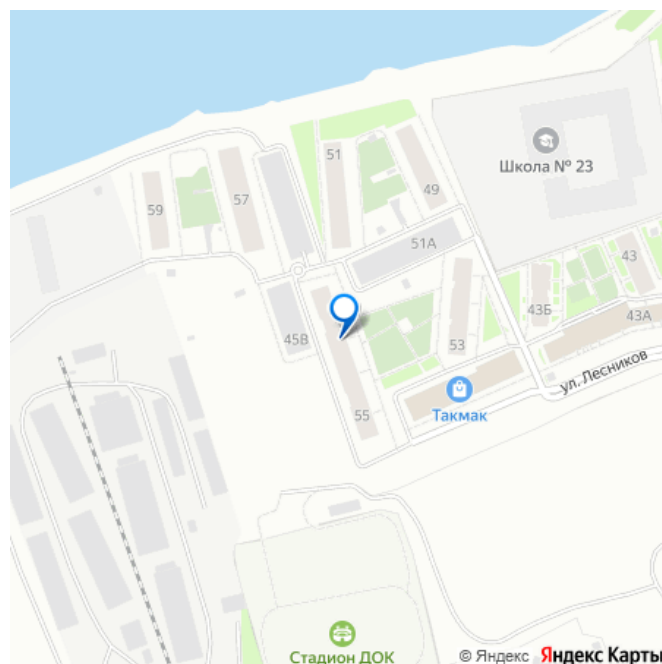 51
Школа № 23
59
57
49
51А
43
45В
43Б
43А
53
ул. Лесников
55
Такмак
Стадион ДОК
© Яндекс Яндекс Карты